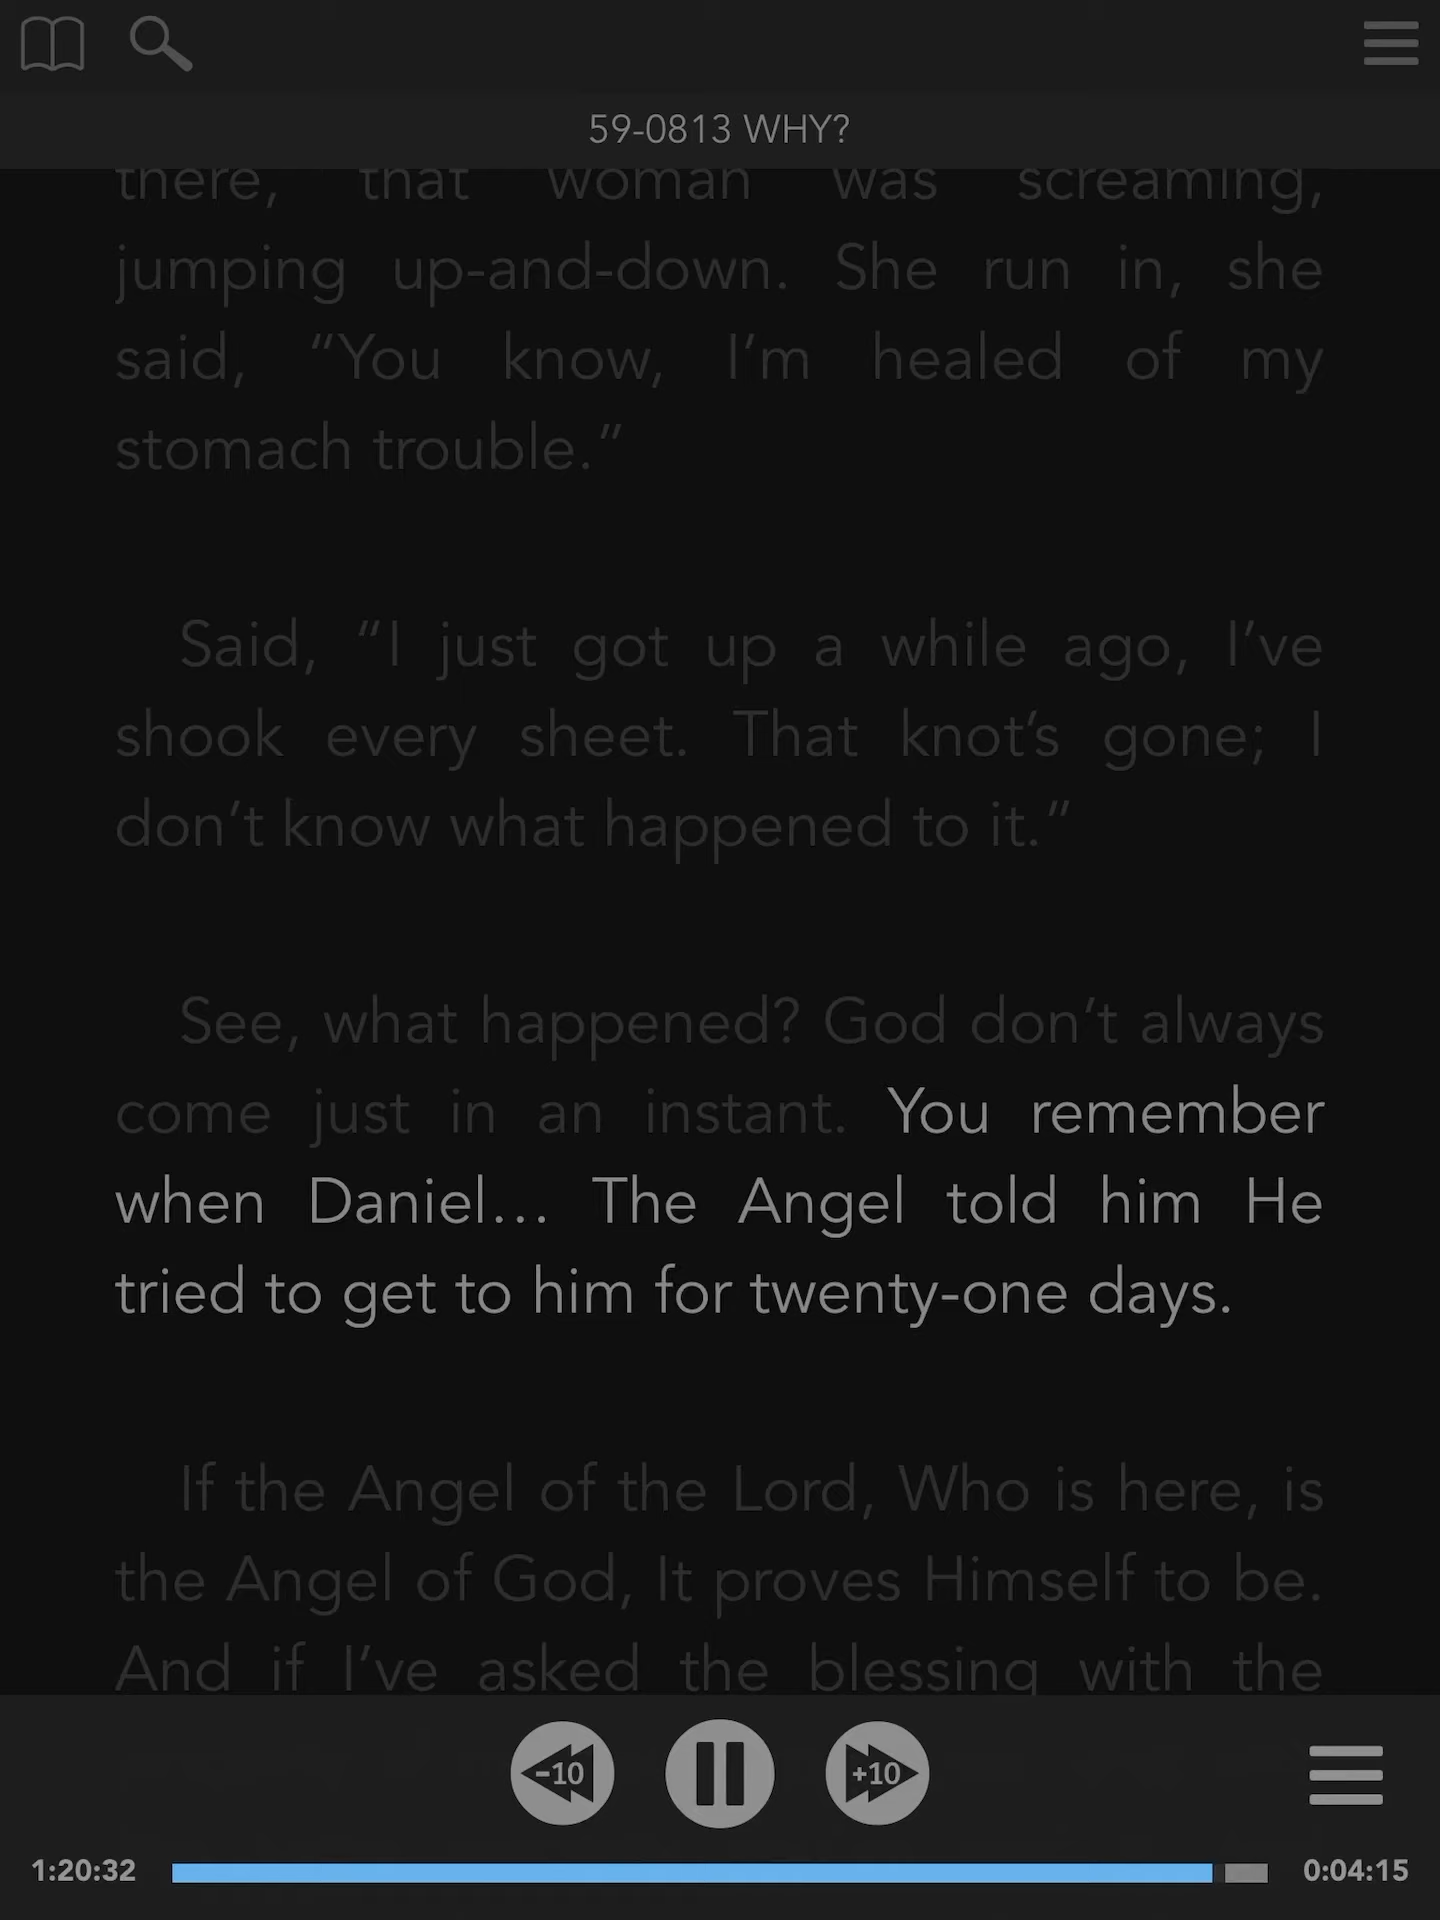 59-0813 WHY?
there, that woman was screaming,
jumping up-and-down. She run in, she
said, “You know, I’m healed of my
stomach trouble.”
Said, “I just got up a while ago, I’ve
shook every sheet. That knot’s gone; I
don’t know what happened to it.”
See, what happened? God don’t always
come just in an instant. You remember
when Daniel… The Angel told him He
tried to get to him for twenty-one days.
If the Angel of the Lord, Who is here, is
the Angel of God, It proves Himself to be.
And if I’ve asked the blessing with the
-10 +10
1:20:32 0:04:15